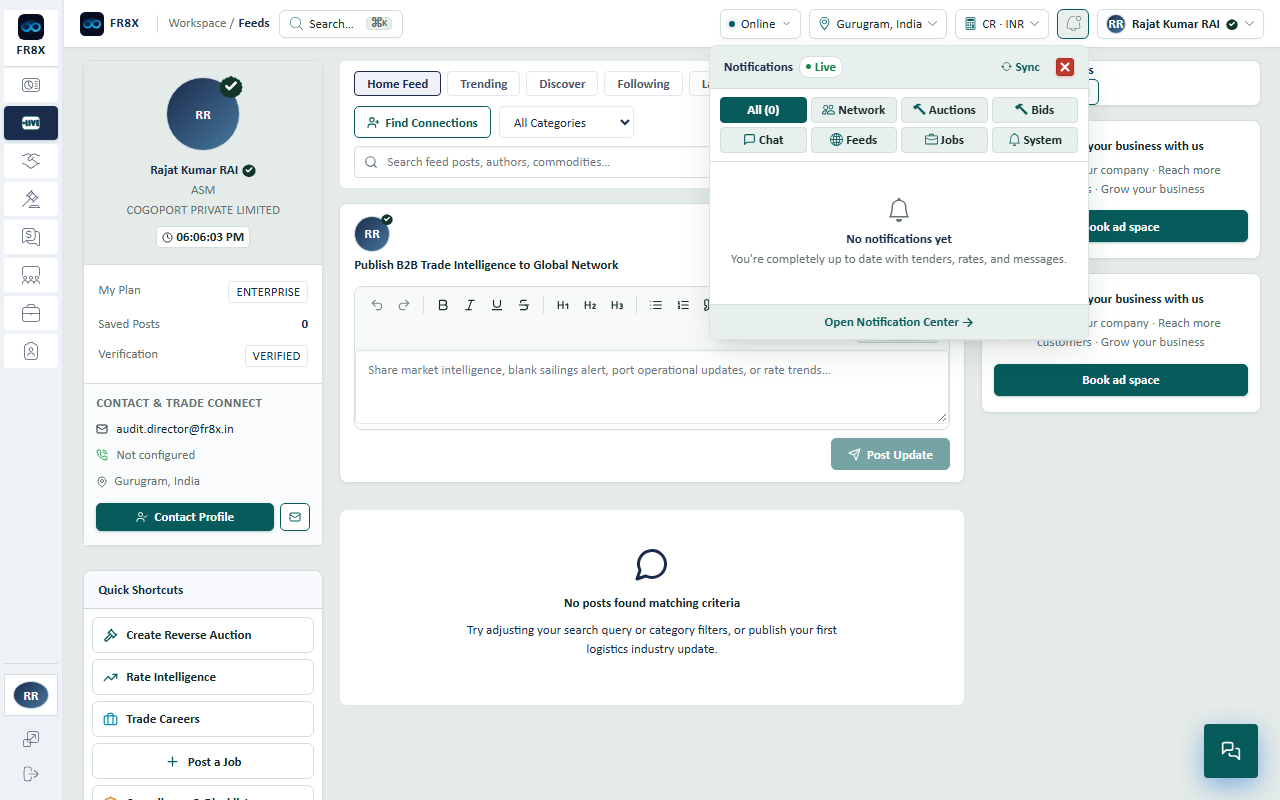 FR8X
FR8X
Workspace / Feeds
Search... ⌘K
Online
Gurugram, India
CR · INR
RR
Rajat Kumar RAI
LIVE
RR
Rajat Kumar RAI
ASM
COGOPORT PRIVATE LIMITED
06:06:03 PM
My Plan ENTERPRISE
Saved Posts 0
Verification VERIFIED
CONTACT & TRADE CONNECT
audit.director@fr8x.in
Not configured
Gurugram, India
Contact Profile
Quick Shortcuts
Create Reverse Auction
Rate Intelligence
Trade Careers
Post a Job
RR
Home Feed
Trending
Discover
Following
Find Connections
All Categories
Search feed posts, authors, commodities...
RR
Publish B2B Trade Intelligence to Global Network
B I U S H1 H2 H3
Share market intelligence, blank sailings alert, port operational updates, or rate trends...
Post Update
No posts found matching criteria
Try adjusting your search query or category filters, or publish your first
logistics industry update.
Notifications
Live
Sync
All (0)
Network
Auctions
Bids
Chat
Feeds
Jobs
System
No notifications yet
You're completely up to date with tenders, rates, and messages.
Open Notification Center →
your business with us
company · Reach more
· Grow your business
ad space
your business with us
company · Reach more
customers · Grow your business
Book ad space